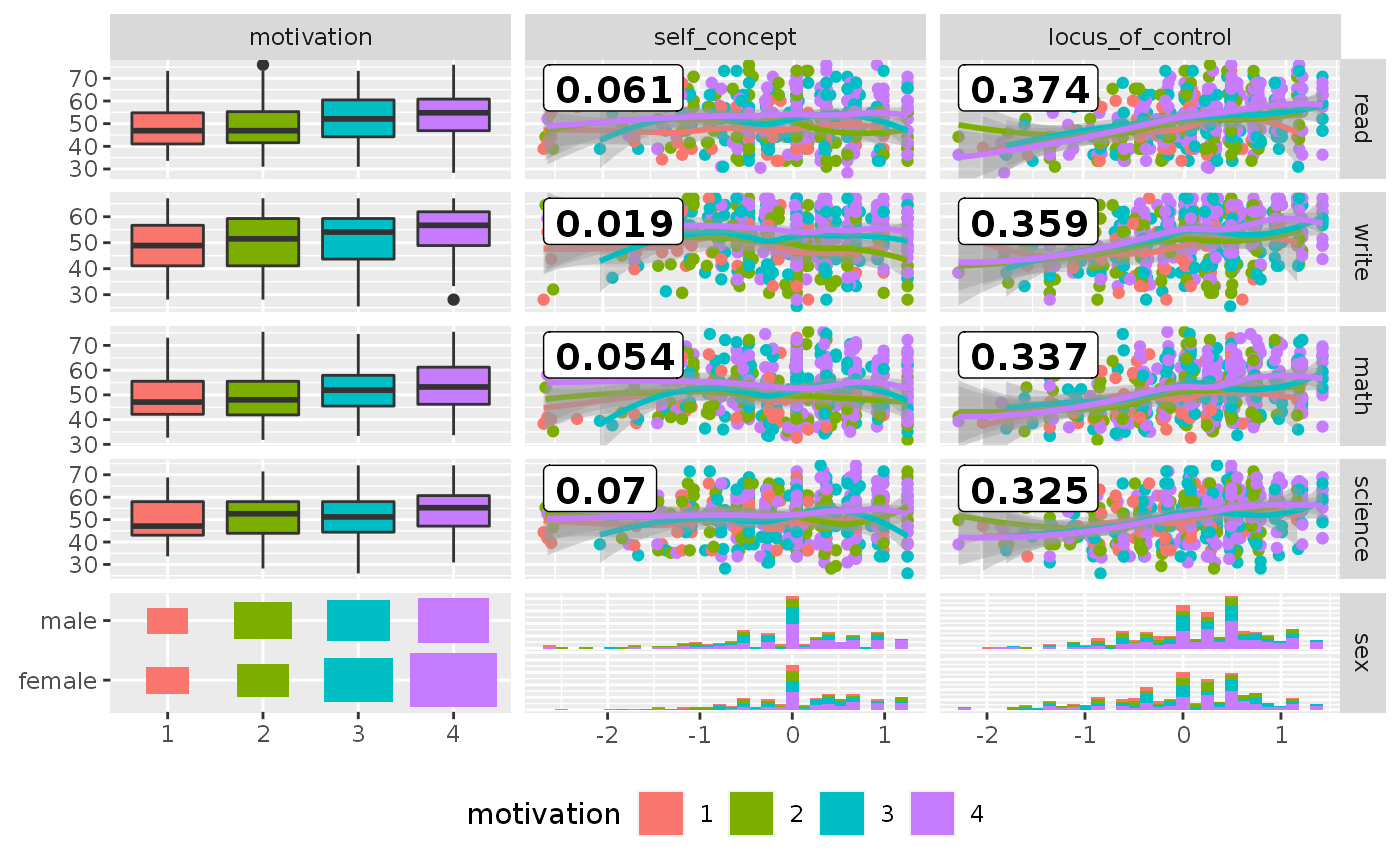 motivation self_concept locus_of_control
70
60
50
40
30
0.061 0.374
read
60
50
40
30
0.019 0.359
write
70
60
50
40
30
0.054 0.337
math
70
60
50
40
30
0.07 0.325
science
male
female
sex
1 2 3 4 -2 -1 0 1 -2 -1 0 1
motivation 1 2 3 4